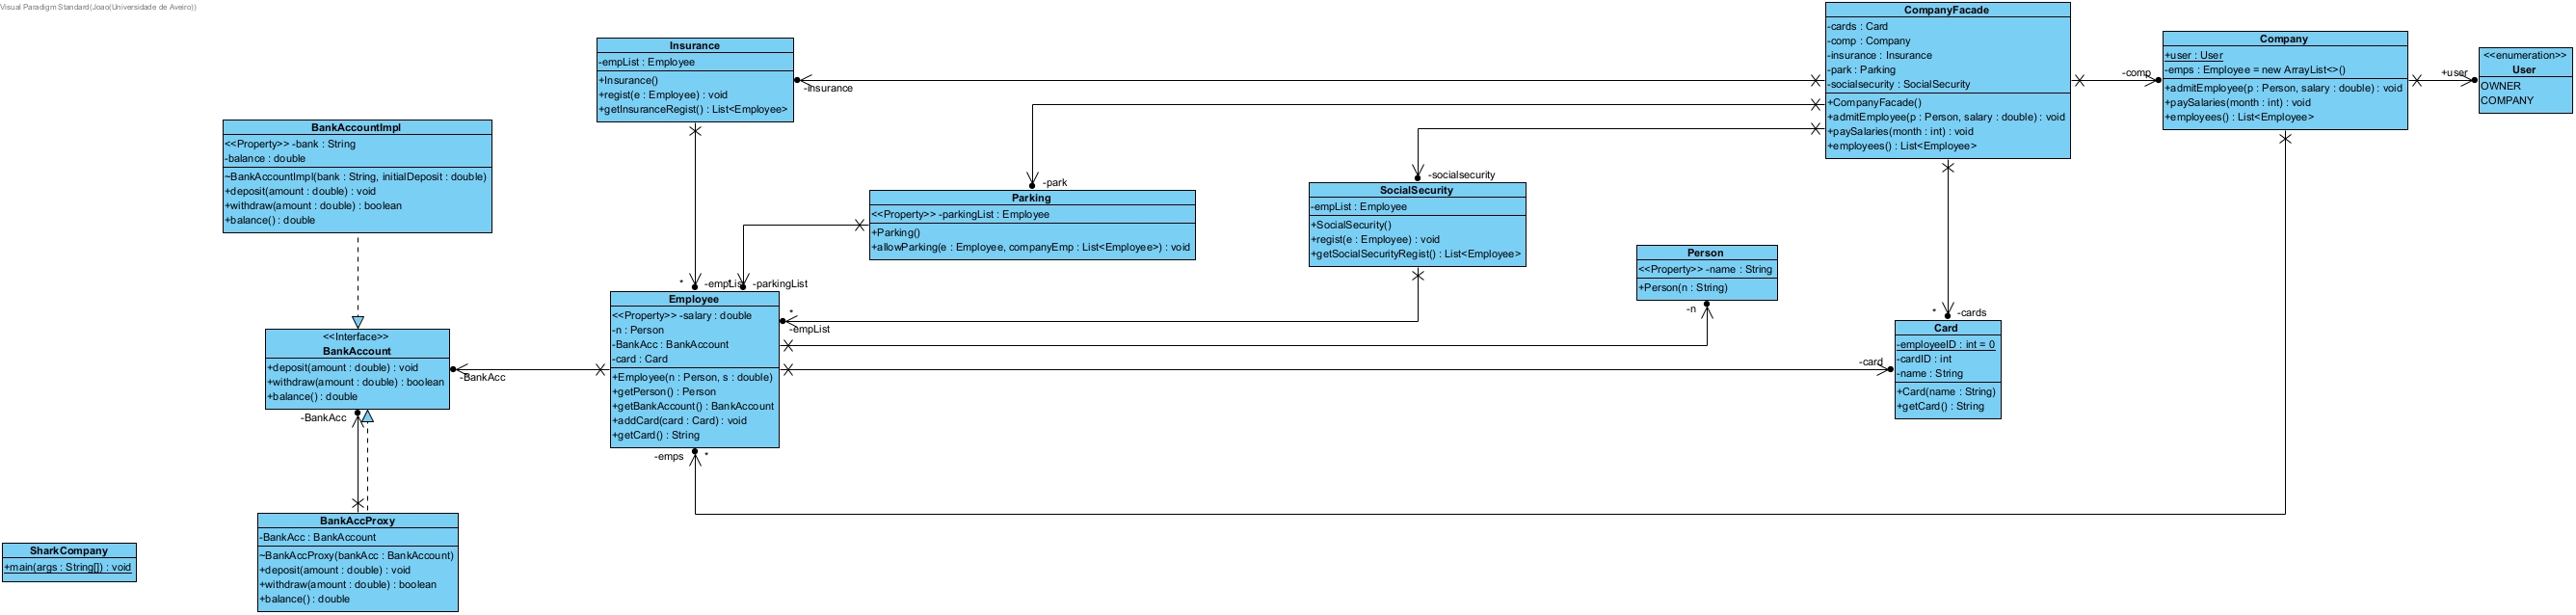 Visual Paradigm Standard(Joao(Universidade de Aveiro))
CompanyFacade
-cards : Card
-comp : Company
-insurance : Insurance
-park : Parking
-socialsecurity : SocialSecurity
+CompanyFacade()
+admitEmployee(p : Person, salary : double) : void
+paySalaries(month : int) : void
+employees() : List<Employee>
Company
+user : User
-emps : Employee = new ArrayList<>()
+admitEmployee(p : Person, salary : double) : void
+paySalaries(month : int) : void
+employees() : List<Employee>
<<enumeration>>
User
OWNER
COMPANY
-comp
+user
Insurance
-empList : Employee
+Insurance()
+regist(e : Employee) : void
+getInsuranceRegist() : List<Employee>
-insurance
BankAccountImpl
<<Property>> -bank : String
-balance : double
~BankAccountImpl(bank : String, initialDeposit : double)
+deposit(amount : double) : void
+withdraw(amount : double) : boolean
+balance() : double
-park
Parking
<<Property>> -parkingList : Employee
+Parking()
+allowParking(e : Employee, companyEmp : List<Employee>) : void
-socialsecurity
SocialSecurity
-empList : Employee
+SocialSecurity()
+regist(e : Employee) : void
+getSocialSecurityRegist() : List<Employee>
Person
<<Property>> -name : String
+Person(n : String)
-n
* -empList
-parkingList
Employee
<<Property>> -salary : double
-n : Person
-BankAcc : BankAccount
-card : Card
+Employee(n : Person, s : double)
+getPerson() : Person
+getBankAccount() : BankAccount
+addCard(card : Card) : void
+getCard() : String
*
-empList
* -cards
Card
-employeeID : int = 0
-cardID : int
-name : String
+Card(name : String)
+getCard() : String
-card
<<Interface>>
BankAccount
+deposit(amount : double) : void
+withdraw(amount : double) : boolean
+balance() : double
-BankAcc
-BankAcc
-emps *
BankAccProxy
-BankAcc : BankAccount
~BankAccProxy(bankAcc : BankAccount)
+deposit(amount : double) : void
+withdraw(amount : double) : boolean
+balance() : double
SharkCompany
+main(args : String[]) : void